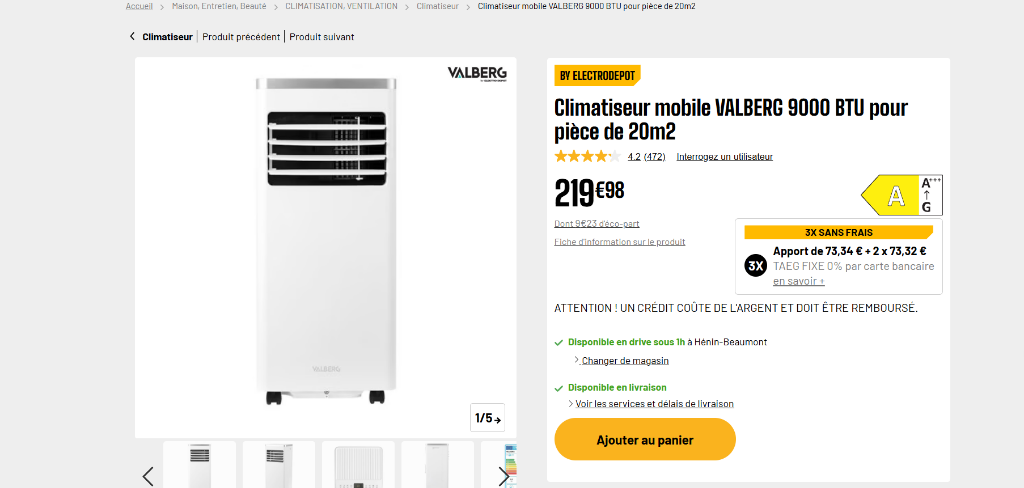 Accueil > Maison, Entretien, Beauté > CLIMATISATION, VENTILATION > Climatiseur > Climatiseur mobile VALBERG 9000 BTU pour pièce de 20m2
Climatiseur | Produit précédent | Produit suivant
VALBERG
BY ELECTRODEPOT
Climatiseur mobile VALBERG 9000 BTU pour
pièce de 20m2
4.2 (472) Interrogez un utilisateur
219€98
A
A+++
↑
G
Dont 9€23 d'éco-part
Fiche d'information sur le produit
3X SANS FRAIS
3X
Apport de 73,34 € + 2 x 73,32 €
TAEG FIXE 0% par carte bancaire
en savoir +
ATTENTION ! UN CRÉDIT COÛTE DE L'ARGENT ET DOIT ÊTRE REMBOURSÉ.
Disponible en drive sous 1h à Hénin-Beaumont
> Changer de magasin
Disponible en livraison
> Voir les services et délais de livraison
Ajouter au panier
VALBERG
1/5 →